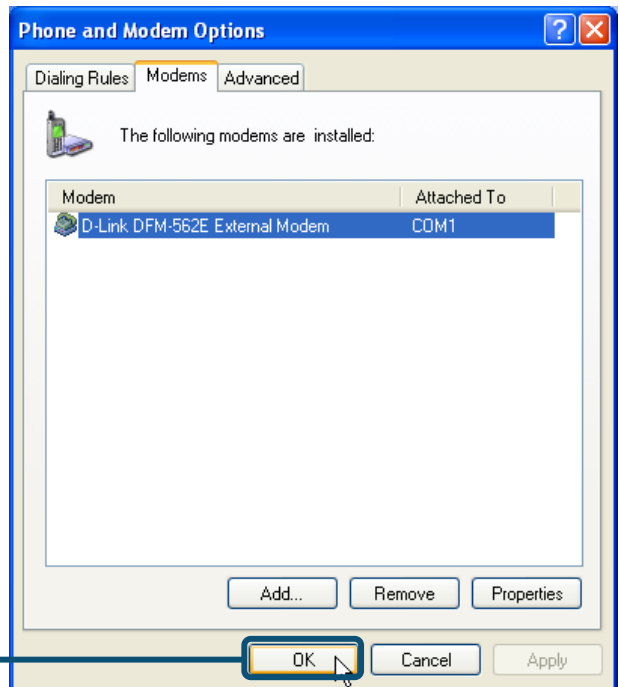 Phone and Modem Options
Dialing Rules Modems Advanced
The following modems are installed:
Modem Attached To
D-Link DFM-562E External Modem COM1
Add... Remove Properties
OK Cancel Apply